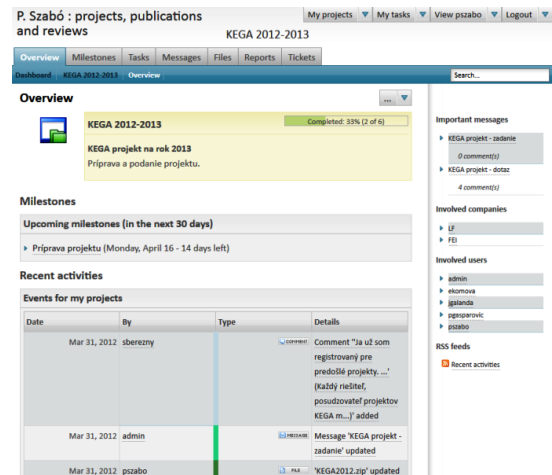 P. Szabó : projects, publications
and reviews
KEGA 2012-2013
My projects
My tasks
View pszabo
Logout
Overview Milestones Tasks Messages Files Reports Tickets
Dashboard KEGA 2012-2013 Overview
Search...
Overview
...
KEGA 2012-2013
Completed: 33% (2 of 6)
KEGA projekt na rok 2013
Príprava a podanie projektu.
Milestones
Upcoming milestones (in the next 30 days)
Príprava projektu (Monday, April 16 - 14 days left)
Recent activities
Events for my projects
Date By Type Details
Mar 31, 2012 sberezny COMMENT Comment "Ja už som
registrovaný pre
predošlé projekty. ...'
(Každý riešiteľ,
posudzovateľ projektov
KEGA m...)' added
Mar 31, 2012 admin MESSAGE Message 'KEGA projekt -
zadanie' updated
Mar 31, 2012 pszabo FILE 'KEGA2012.zip' updated
Important messages
KEGA projekt - zadanie
0 comment(s)
KEGA projekt - dotaz
4 comment(s)
Involved companies
LF
FEI
Involved users
admin
ekomova
jgalanda
pgasparovic
pszabo
RSS feeds
Recent activities